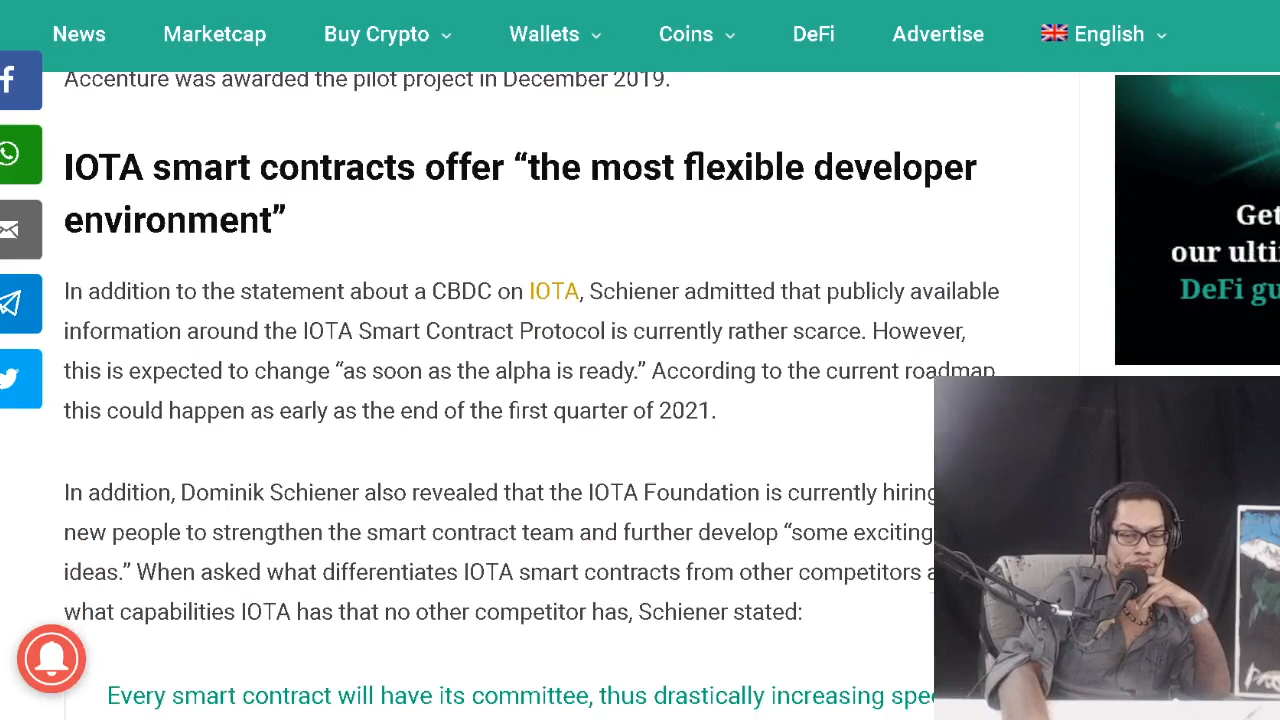 News Marketcap Buy Crypto Wallets Coins DeFi Advertise English
Accenture was awarded the pilot project in December 2019.
IOTA smart contracts offer “the most flexible developer
environment”
In addition to the statement about a CBDC on IOTA, Schiener admitted that publicly available
information around the IOTA Smart Contract Protocol is currently rather scarce. However,
this is expected to change “as soon as the alpha is ready.” According to the current roadmap
this could happen as early as the end of the first quarter of 2021.
In addition, Dominik Schiener also revealed that the IOTA Foundation is currently hiring
new people to strengthen the smart contract team and further develop “some exciting
ideas.” When asked what differentiates IOTA smart contracts from other competitors
what capabilities IOTA has that no other competitor has, Schiener stated:
Every smart contract will have its committee, thus drastically increasing
Get
our
DeFi